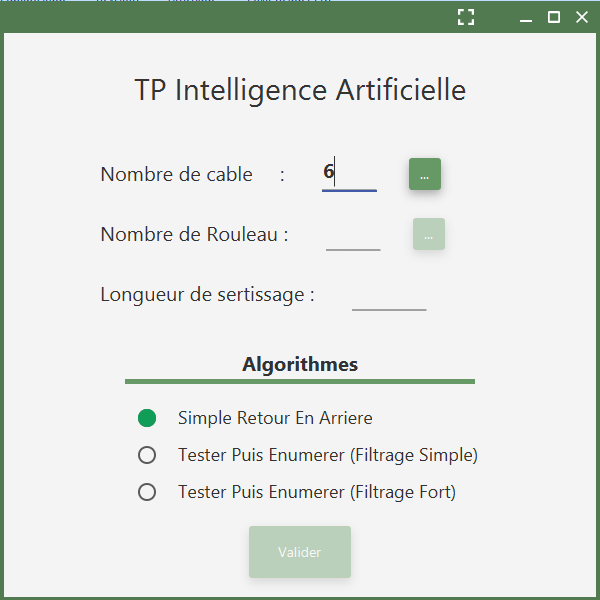 TP Intelligence Artificielle
Nombre de cable : 6 ...
Nombre de Rouleau : ...
Longueur de sertissage :
Algorithmes
Simple Retour En Arriere
Tester Puis Enumerer (Filtrage Simple)
Tester Puis Enumerer (Filtrage Fort)
Valider